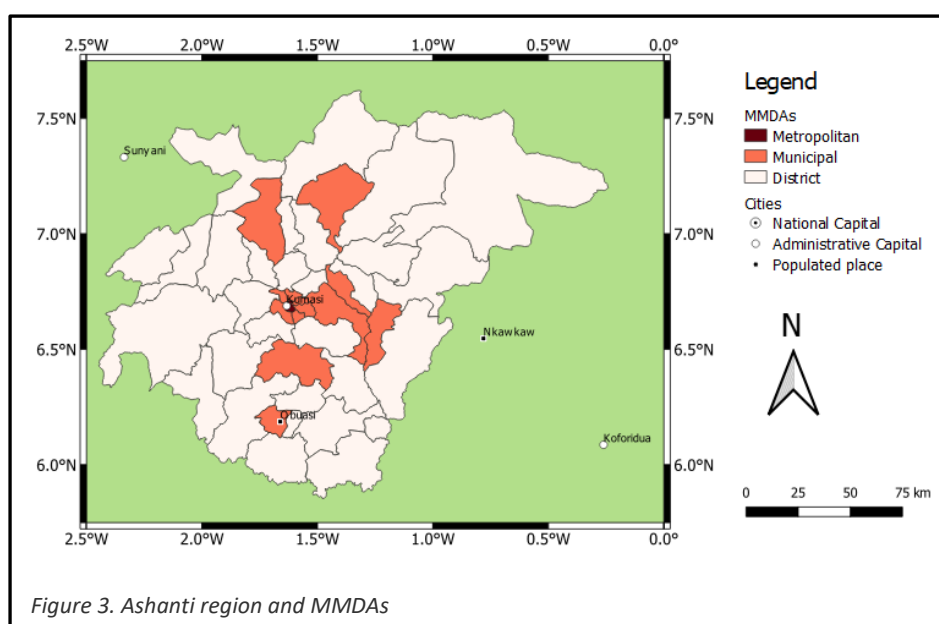 2.5°W 2.0°W 1.5°W 1.0°W 0.5°W 0.0°
7.5°N 7.5°N
Sunyani
7.0°N 7.0°N
Kumasi
Nkawkaw
6.5°N 6.5°N
Obuasi
Koforidua
6.0°N 6.0°N
2.5°W 2.0°W 1.5°W 1.0°W 0.5°W 0.0°
Legend
MMDAs
Metropolitan
Municipal
District
Cities
National Capital
Administrative Capital
Populated place
N
0 25 50 75 km
Figure 3. Ashanti region and MMDAs